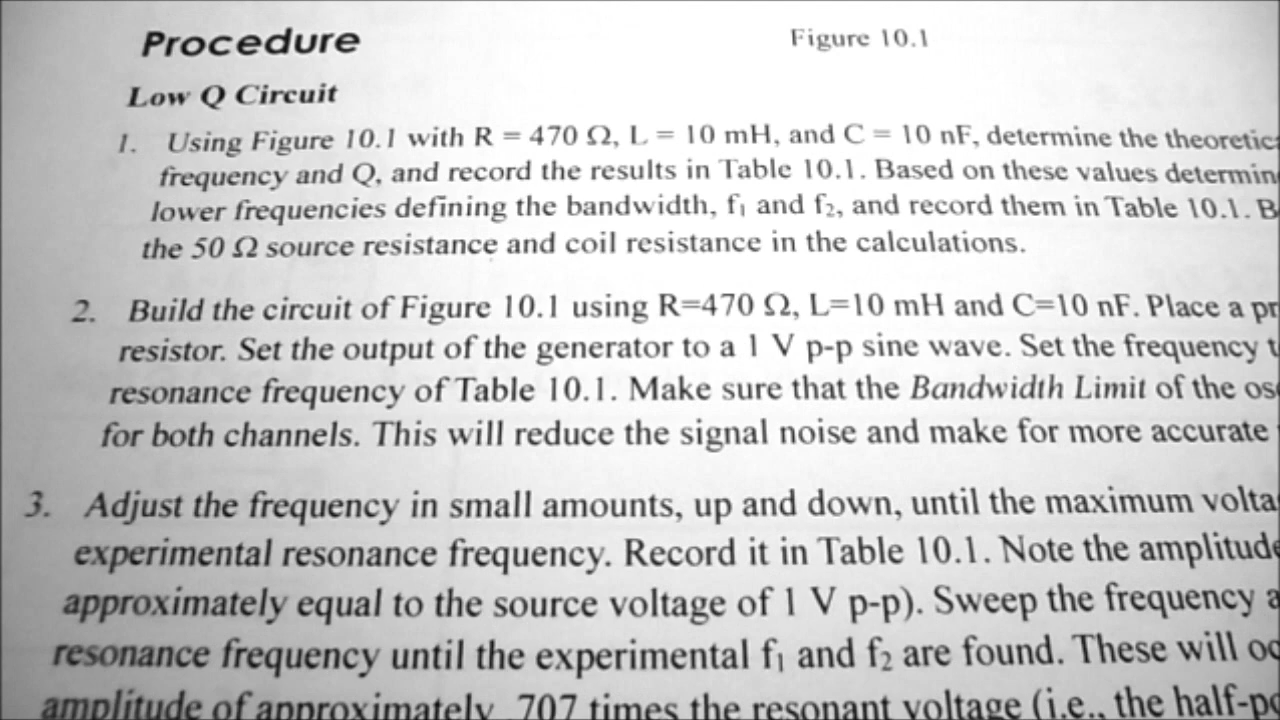 Procedure
Figure 10.1
Low Q Circuit
1. Using Figure 10.1 with R = 470 Ω, L = 10 mH, and C = 10 nF, determine the
frequency and Q, and record the results in Table 10.1. Based on these values
lower frequencies defining the bandwidth, f₁ and f₂, and record them in Table 10.1.
the 50 Ω source resistance and coil resistance in the calculations.
2. Build the circuit of Figure 10.1 using R=470 Ω, L=10 mH and C=10 nF. Place a
resistor. Set the output of the generator to a 1 V p-p sine wave. Set the frequency
resonance frequency of Table 10.1. Make sure that the Bandwidth Limit of the
for both channels. This will reduce the signal noise and make for more accurate
3. Adjust the frequency in small amounts, up and down, until the maximum
experimental resonance frequency. Record it in Table 10.1. Note the amplitude
approximately equal to the source voltage of 1 V p-p). Sweep the frequency
resonance frequency until the experimental f₁ and f₂ are found. These will
amplitude of approximately .707 times the resonant voltage (i.e., the